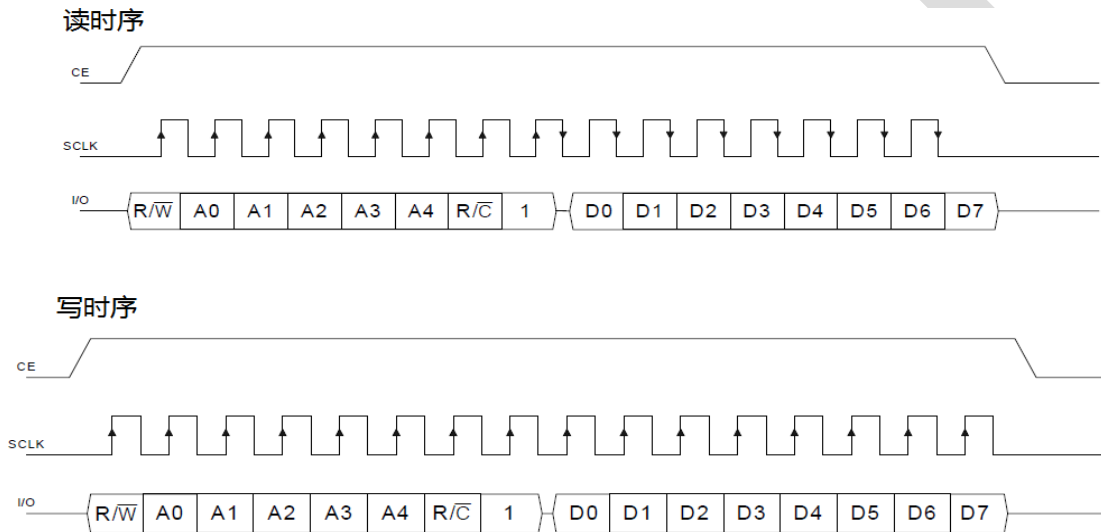 读时序
CE
SCLK
I/O R/W̅ A0 A1 A2 A3 A4 R/C̅ 1 D0 D1 D2 D3 D4 D5 D6 D7
写时序
CE
SCLK
I/O R/W̅ A0 A1 A2 A3 A4 R/C̅ 1 D0 D1 D2 D3 D4 D5 D6 D7